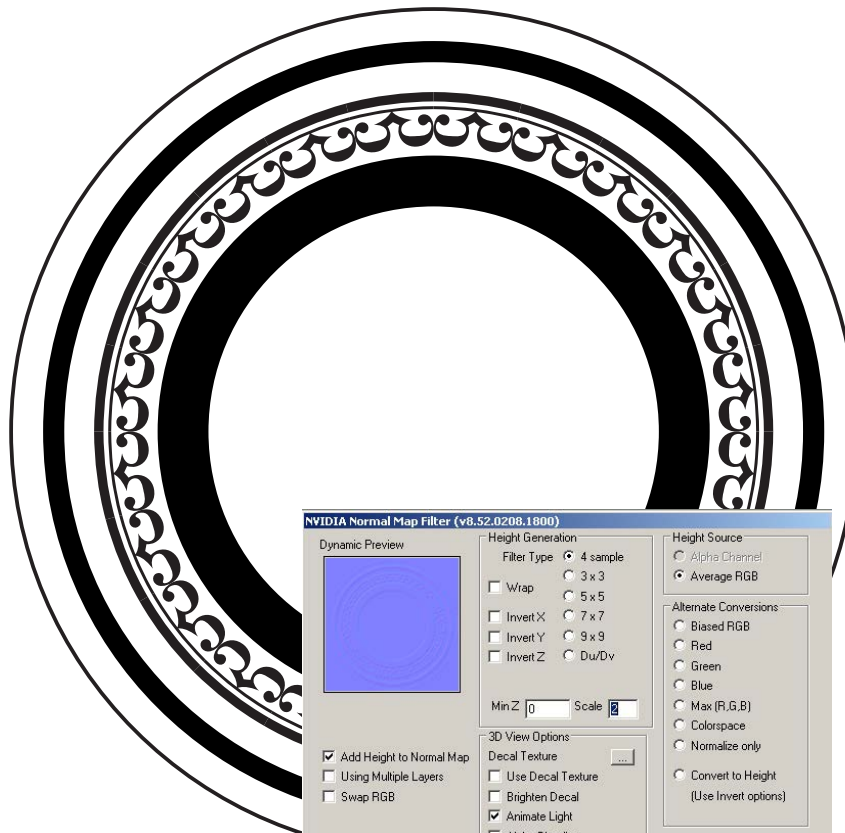 NVIDIA Normal Map Filter (v8.52.0208.1800)
Dynamic Preview
Height Generation
Filter Type
4 sample
3 x 3
Wrap
5 x 5
Invert X
7 x 7
Invert Y
9 x 9
Invert Z
Du/Dv
Min Z 0
Scale 2
Height Source
Alpha Channel
Average RGB
Alternate Conversions
Biased RGB
Red
Green
Blue
Max (R,G,B)
Colorspace
Normalize only
Convert to Height
(Use Invert options)
Add Height to Normal Map
Using Multiple Layers
Swap RGB
3D View Options
Decal Texture ...
Use Decal Texture
Brighten Decal
Animate Light